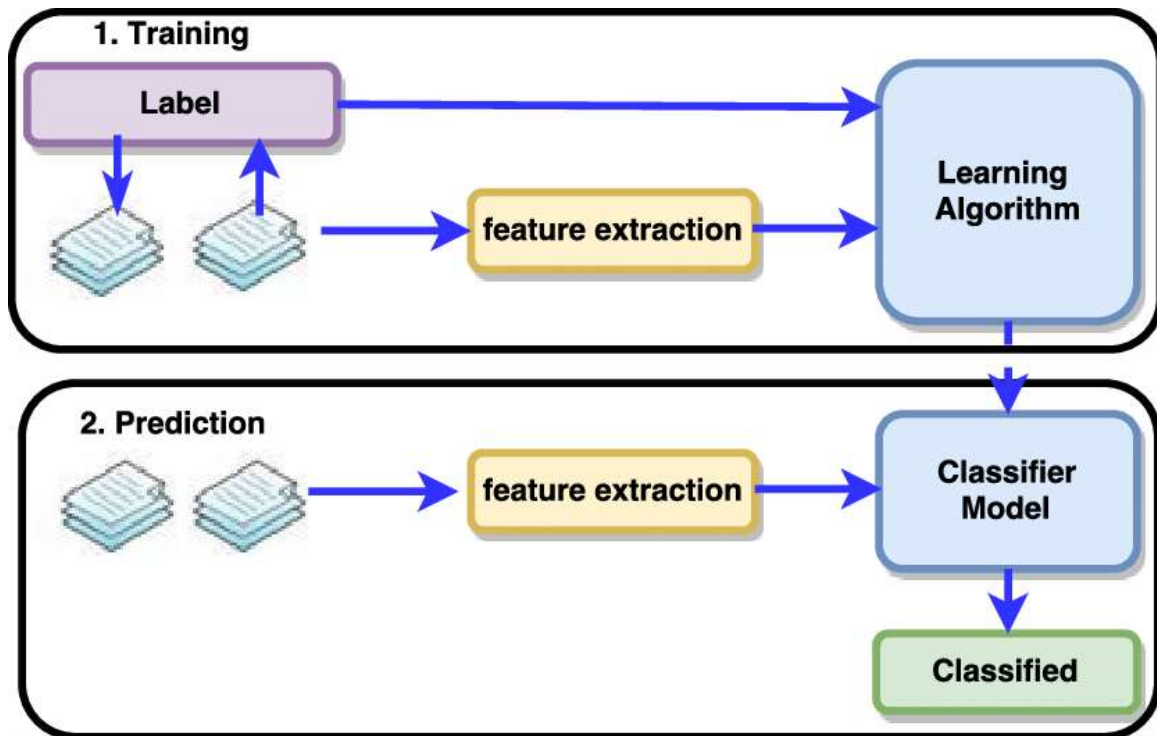 1. Training
Label
feature extraction
Learning
Algorithm
2. Prediction
feature extraction
Classifier
Model
Classified